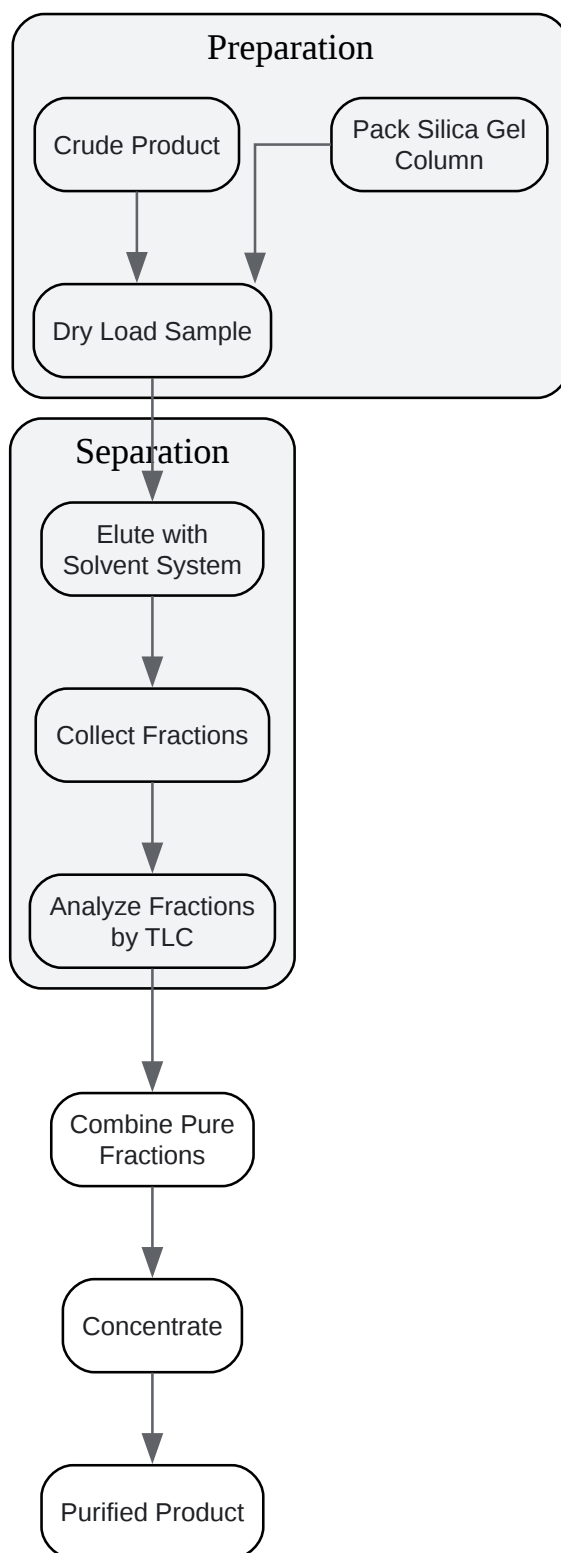 Preparation
Crude Product
Pack Silica Gel
Column
Dry Load Sample
Separation
Elute with
Solvent System
Collect Fractions
Analyze Fractions
by TLC
Combine Pure
Fractions
Concentrate
Purified Product